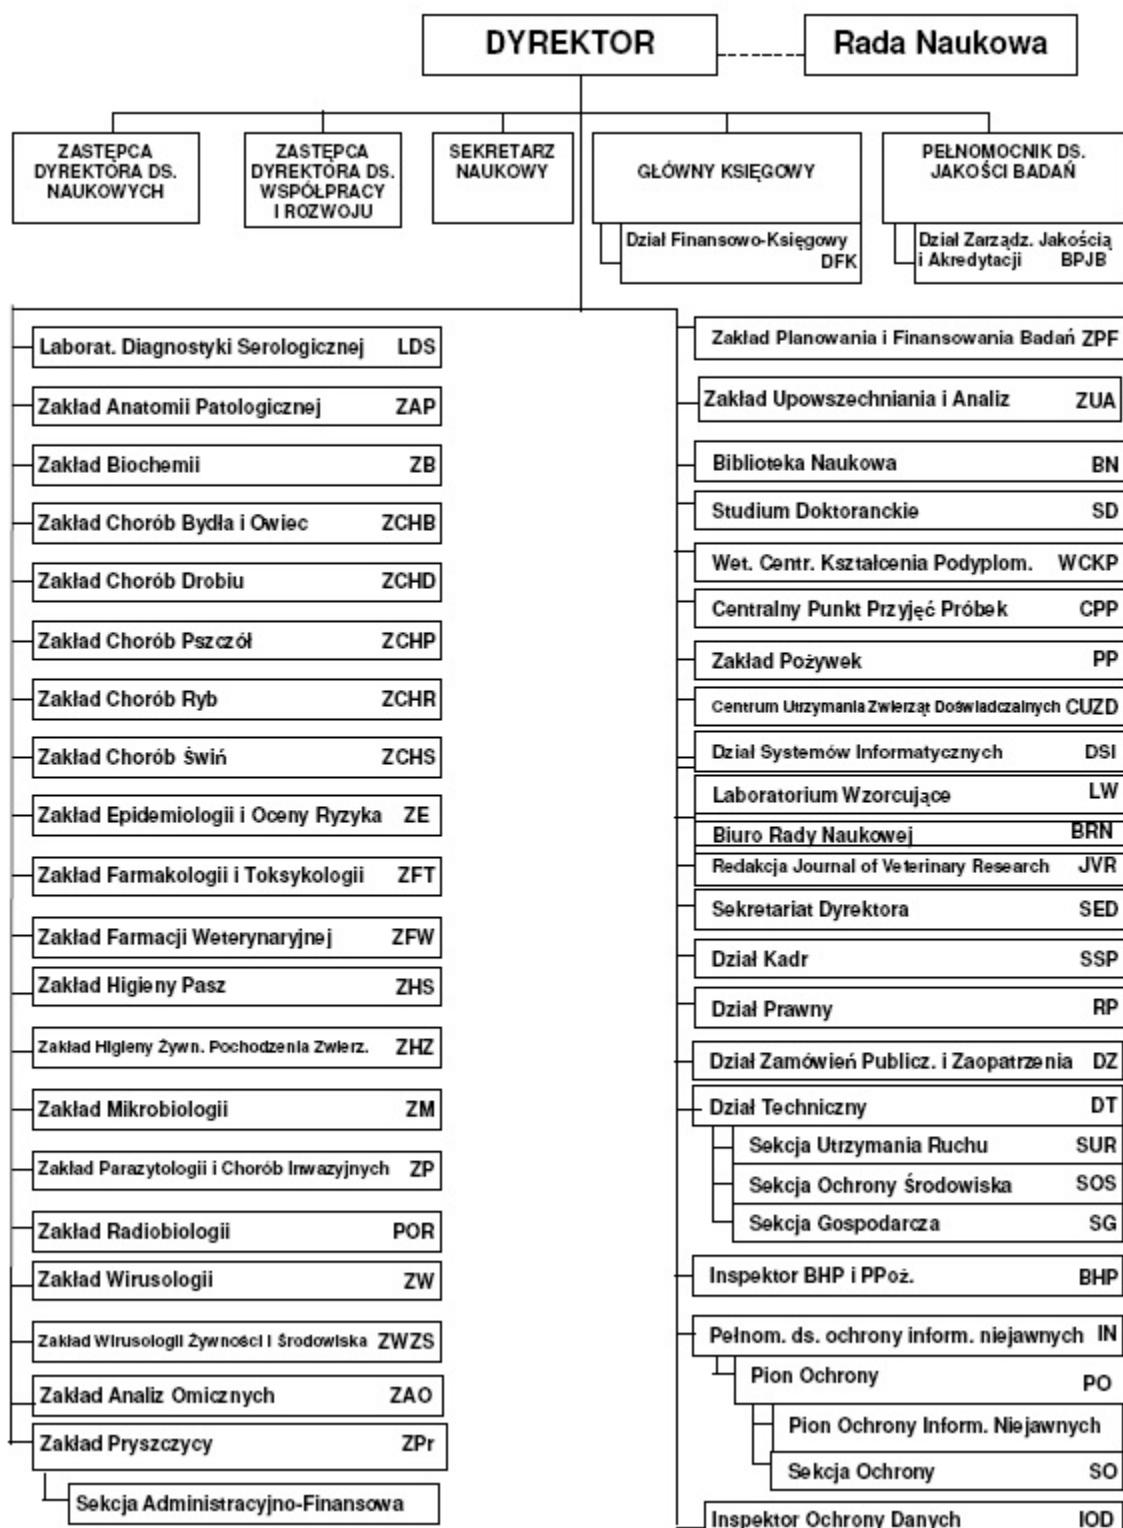 DYREKTOR
Rada Naukowa
ZASTĘPCA
DYREKTORA DS.
NAUKOWYCH
ZASTĘPCA
DYREKTORA DS.
WSPÓŁPRACY
I ROZWOJU
SEKRETARZ
NAUKOWY
GŁÓWNY KSIĘGOWY
Dział Finansowo-Księgowy
DFK
PEŁNOMOCNIK DS.
JAKOŚCI BADAŃ
Dział Zarządz. Jakością
i Akredytacji BPJB
Laborat. Diagnostyki Serologicznej LDS
Zakład Anatomii Patologicznej ZAP
Zakład Biochemii ZB
Zakład Chorób Bydła i Owiec ZCHB
Zakład Chorób Drobiu ZCHD
Zakład Chorób Pszczół ZCHP
Zakład Chorób Ryb ZCHR
Zakład Chorób Świń ZCHS
Zakład Epidemiologii i Oceny Ryzyka ZE
Zakład Farmakologii i Toksykologii ZFT
Zakład Farmacji Weterynaryjnej ZFW
Zakład Higieny Pasz ZHS
Zakład Higieny Żywn. Pochodzenia Zwierz. ZHZ
Zakład Mikrobiologii ZM
Zakład Parazytologii i Chorób Inwazyjnych ZP
Zakład Radiobiologii POR
Zakład Wirusologii ZW
Zakład Wirusologii Żywności i Środowiska ZWZS
Zakład Analiz Omicznych ZAO
Zakład Pryszczycy ZPr
Sekcja Administracyjno-Finansowa
Zakład Planowania i Finansowania Badań ZPF
Zakład Upowszechniania i Analiz ZUA
Biblioteka Naukowa BN
Studium Doktoranckie SD
Wet. Centr. Kształcenia Podyplom. WCKP
Centralny Punkt Przyjęć Próbek CPP
Zakład Pożywek PP
Centrum Utrzymania Zwierząt Doświadczalnych CUZD
Dział Systemów Informatycznych DSI
Laboratorium Wzorcujące LW
Biuro Rady Naukowej BRN
Redakcja Journal of Veterinary Research JVR
Sekretariat Dyrektora SED
Dział Kadr SSP
Dział Prawny RP
Dział Zamówień Publicz. i Zaopatrzenia DZ
Dział Techniczny DT
Sekcja Utrzymania Ruchu SUR
Sekcja Ochrony Środowiska SOS
Sekcja Gospodarcza SG
Inspektor BHP i PPoż. BHP
Pełnom. ds. ochrony inform. niejawnych IN
Pion Ochrony PO
Pion Ochrony Inform. Niejawnych
Sekcja Ochrony SO
Inspektor Ochrony Danych IOD